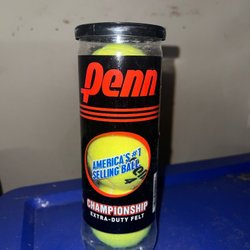 Penn
AMERICA'S #1
SELLING BALL
CHAMPIONSHIP
EXTRA-DUTY FELT